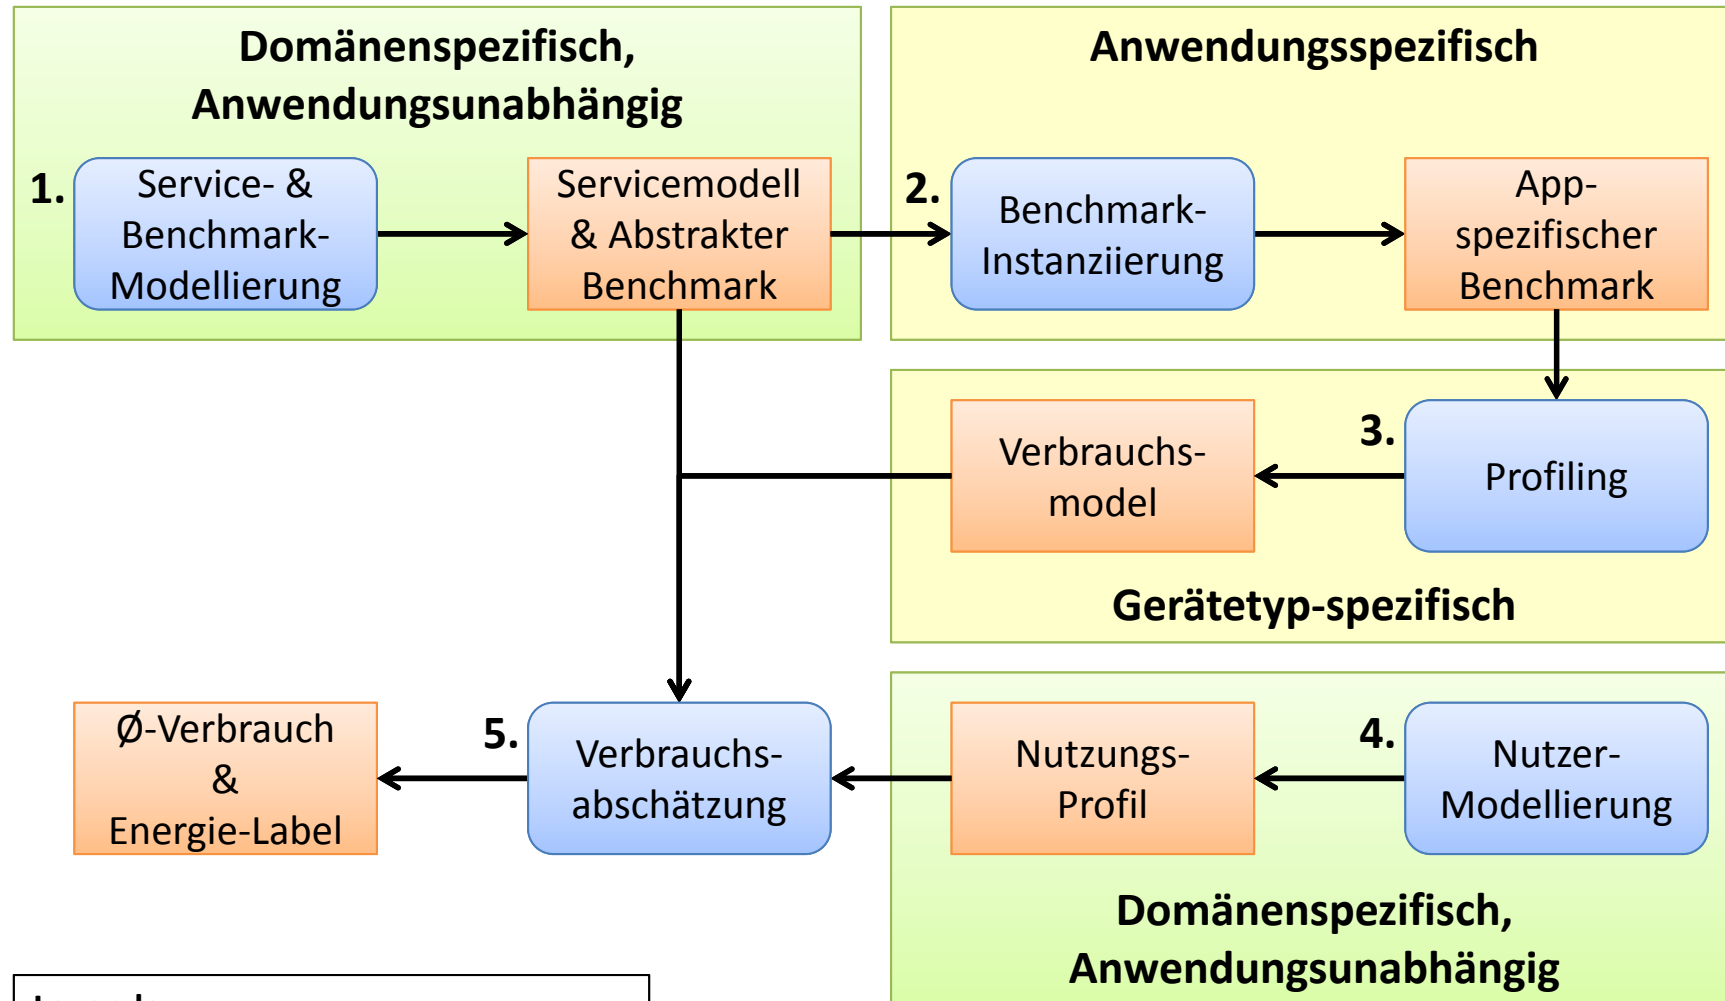 Domänenspezifisch,
Anwendungsunabhängig
1.
Service- &
Benchmark-
Modellierung
Servicemodell
& Abstrakter
Benchmark
Anwendungsspezifisch
2.
Benchmark-
Instanziierung
App-
spezifischer
Benchmark
Verbrauchs-
model
3.
Profiling
Gerätetyp-spezifisch
Ø-Verbrauch
&
Energie-Label
5.
Verbrauchs-
abschätzung
Nutzungs-
Profil
4.
Nutzer-
Modellierung
Domänenspezifisch,
Anwendungsunabhängig